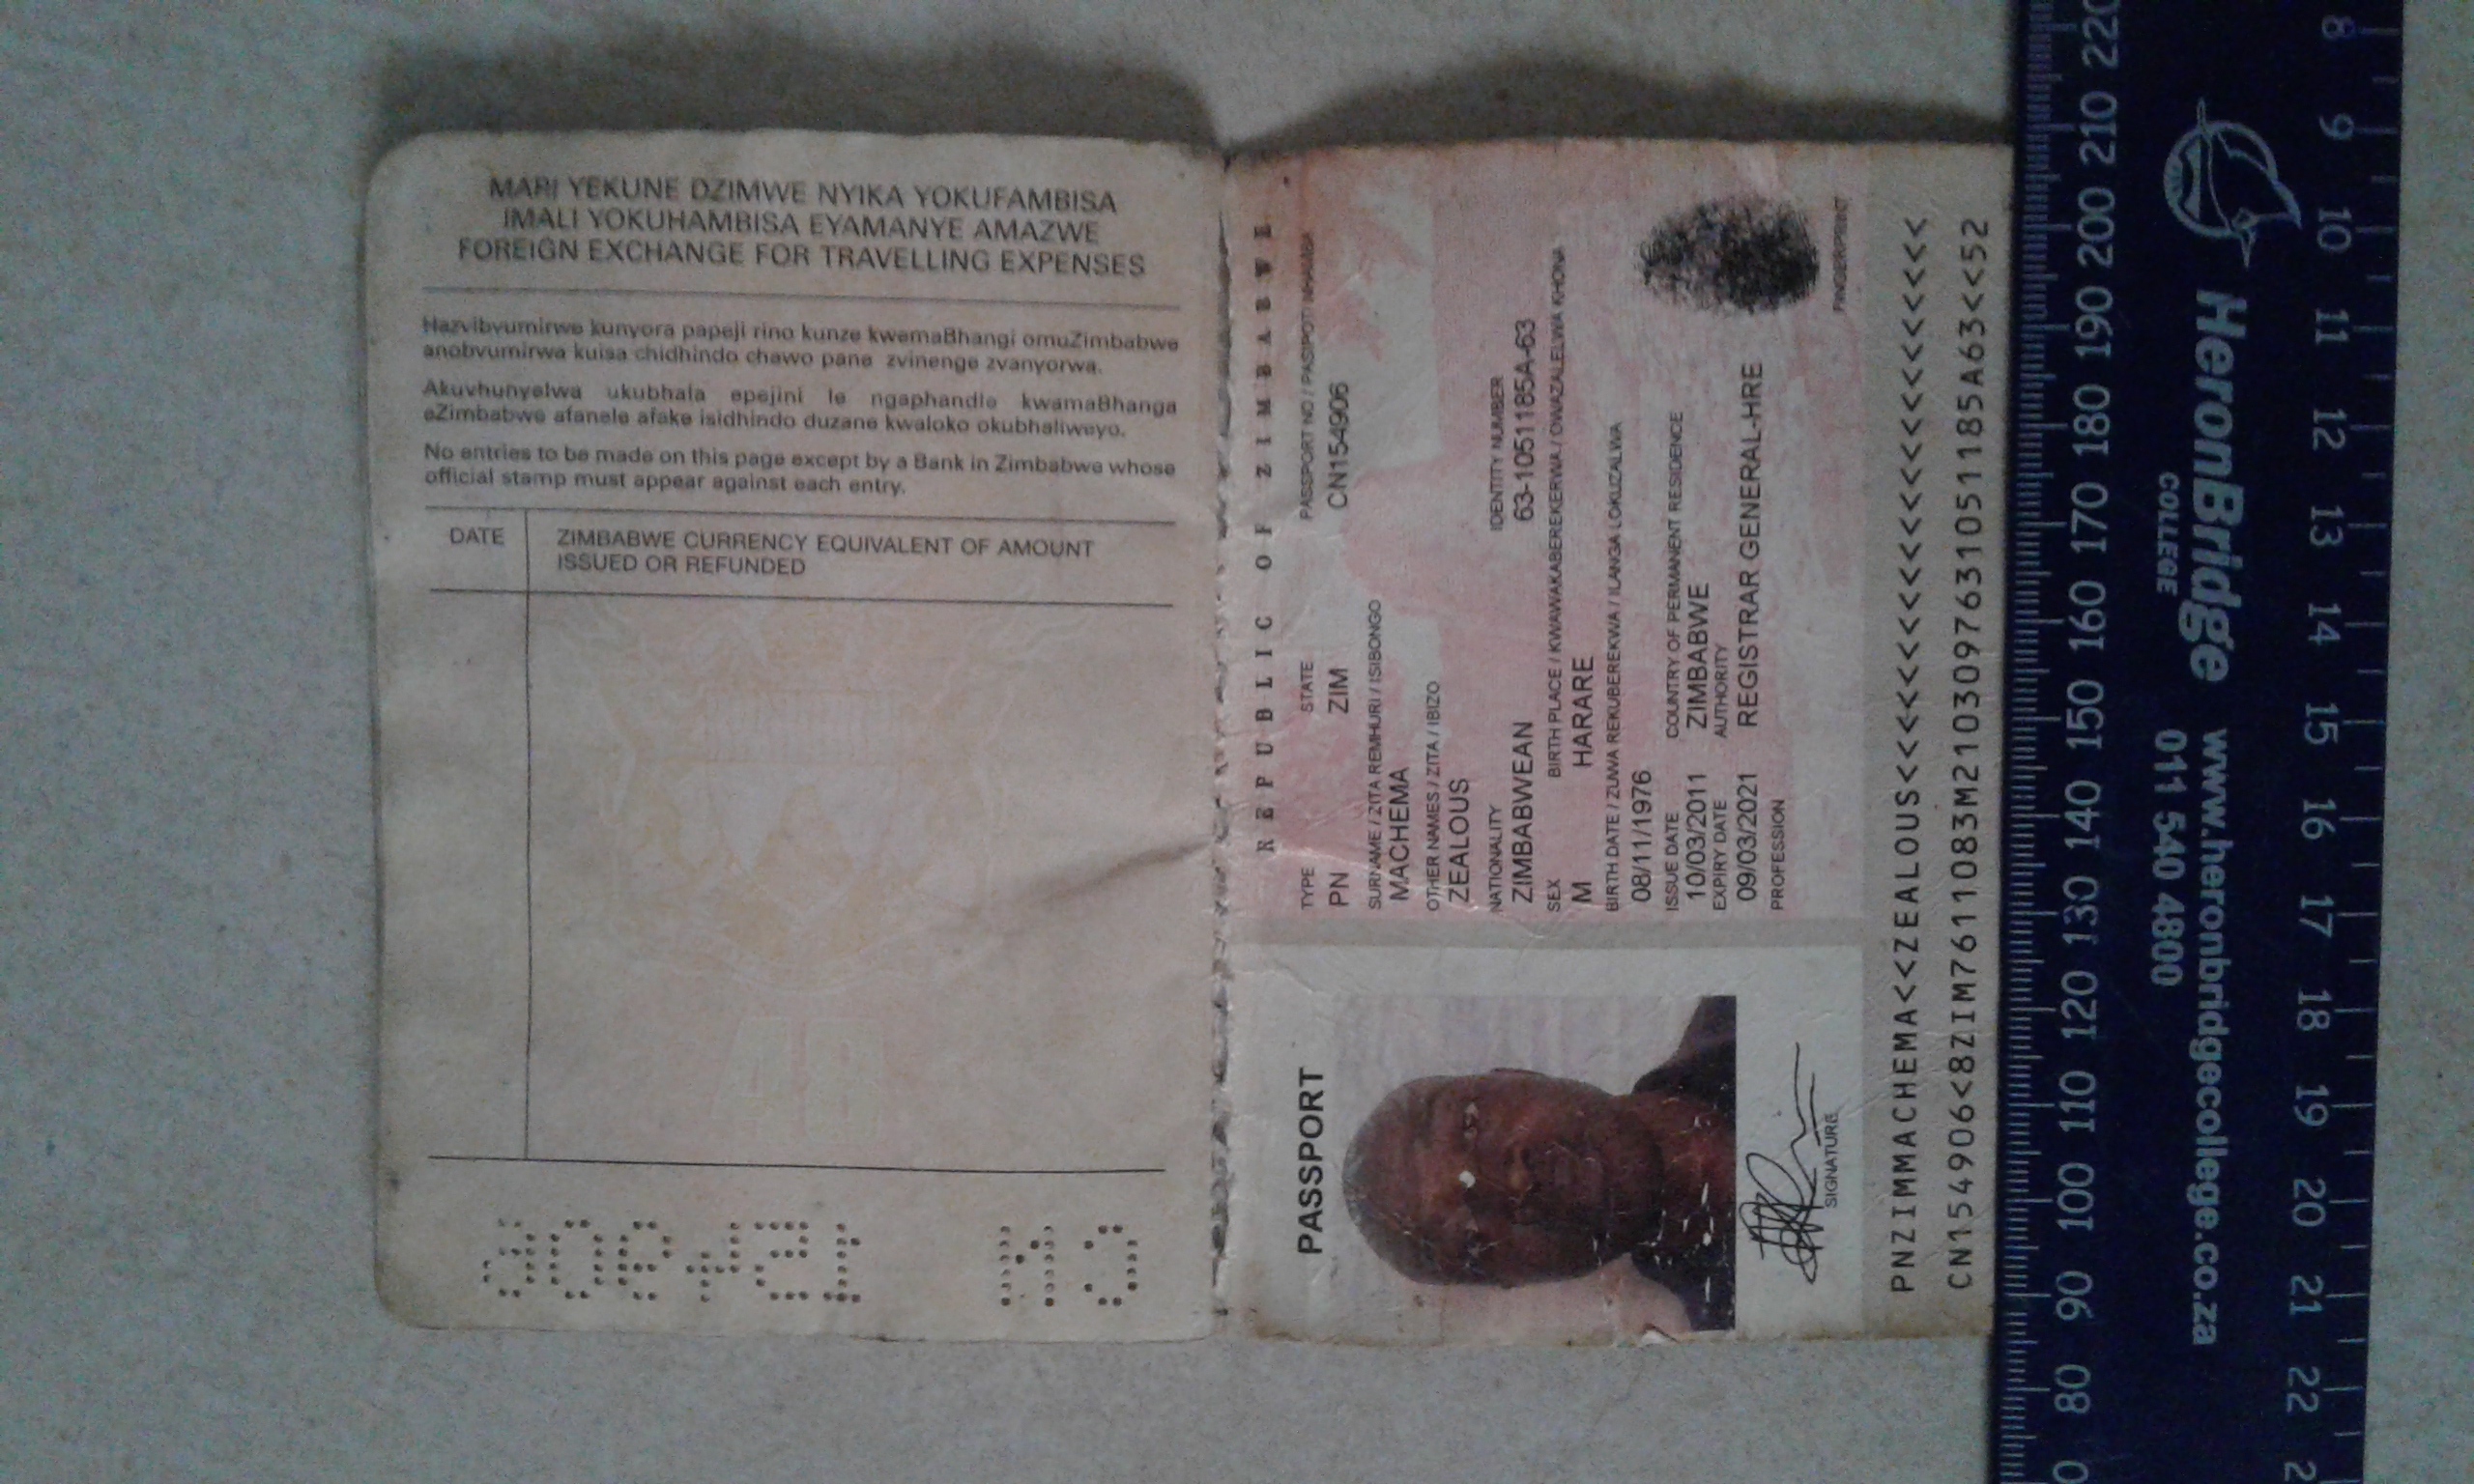 8 9 10 11 12 13 14 15 16 17 18 19 20 21 22
HeronBridge
COLLEGE
www.heronbridgecollege.co.za
011 540 4800
80 90 100 110 120 130 140 150 160 170 180 190 200 210 220
REPUBLIC OF ZIMBABWE
PASSPORT
TYPE STATE PASSPORT NO / PASIPOTI NHAMBA
PN ZIM CN154906
SURNAME / ZITA REMHURI / ISIBONGO
MACHEMA
OTHER NAMES / ZITA / IBIZO
ZEALOUS
NATIONALITY IDENTITY NUMBER
ZIMBABWEAN 63-1051185A-63
SEX BIRTH PLACE / KWAWAKABEREKERWA / OWAZALELWA KHONA
M HARARE
BIRTH DATE / ZUWA REKUBEREKWA / ILANGA LOKUZALWA
08/11/1976
ISSUE DATE COUNTRY OF PERMANENT RESIDENCE
10/03/2011 ZIMBABWE
EXPIRY DATE AUTHORITY
09/03/2021 REGISTRAR GENERAL-HRE
PROFESSION
SIGNATURE
FINGERPRINT
PNZIMMACHEMA<<ZEALOUS<<<<<<<<<<<<<<<<<<<<<<<
CN154906<8ZIM7611083M2103097631051185A63<<52
MARI YEKUNE DZIMWE NYIKA YOKUFAMBISA
IMALI YOKUHAMBISA EYAMANYE AMAZWE
FOREIGN EXCHANGE FOR TRAVELLING EXPENSES
Hazvibvumirwe kunyora papeji rino kunze kwemaBhangi omuZimbabwe
anobvumirwa kuisa chidhindo chawo pane zvinenge zvanyorwa.
Akuvhunyelwa ukubhala epejini le ngaphandle kwamaBhanga
eZimbabwe afanele afake isidhindo duzane kwaloko okubhaliweyo.
No entries to be made on this page except by a Bank in Zimbabwe whose
official stamp must appear against each entry.
DATE
ZIMBABWE CURRENCY EQUIVALENT OF AMOUNT
ISSUED OR REFUNDED